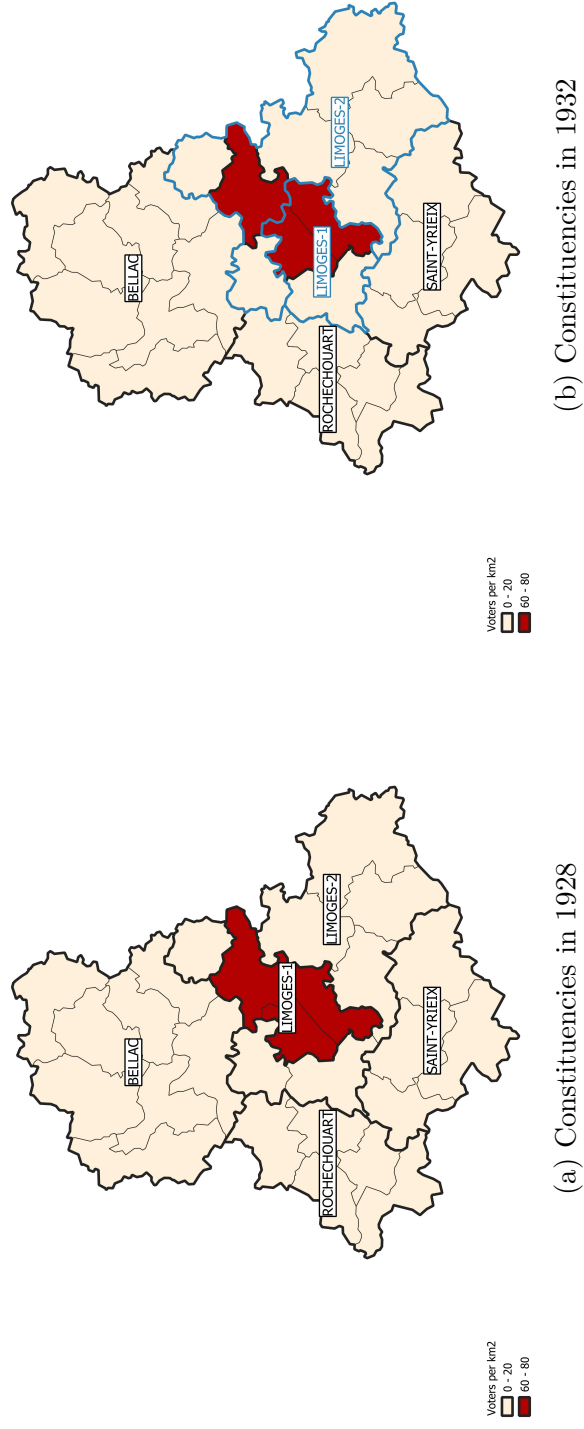 Voters per km2
0 - 20
60 - 80
BELLAC
ROCHECHOUART
LIMOGES-1
LIMOGES-2
SAINT-YRIEIX
(a) Constituencies in 1928
Voters per km2
0 - 20
60 - 80
BELLAC
ROCHECHOUART
LIMOGES-1
LIMOGES-2
SAINT-YRIEIX
(b) Constituencies in 1932